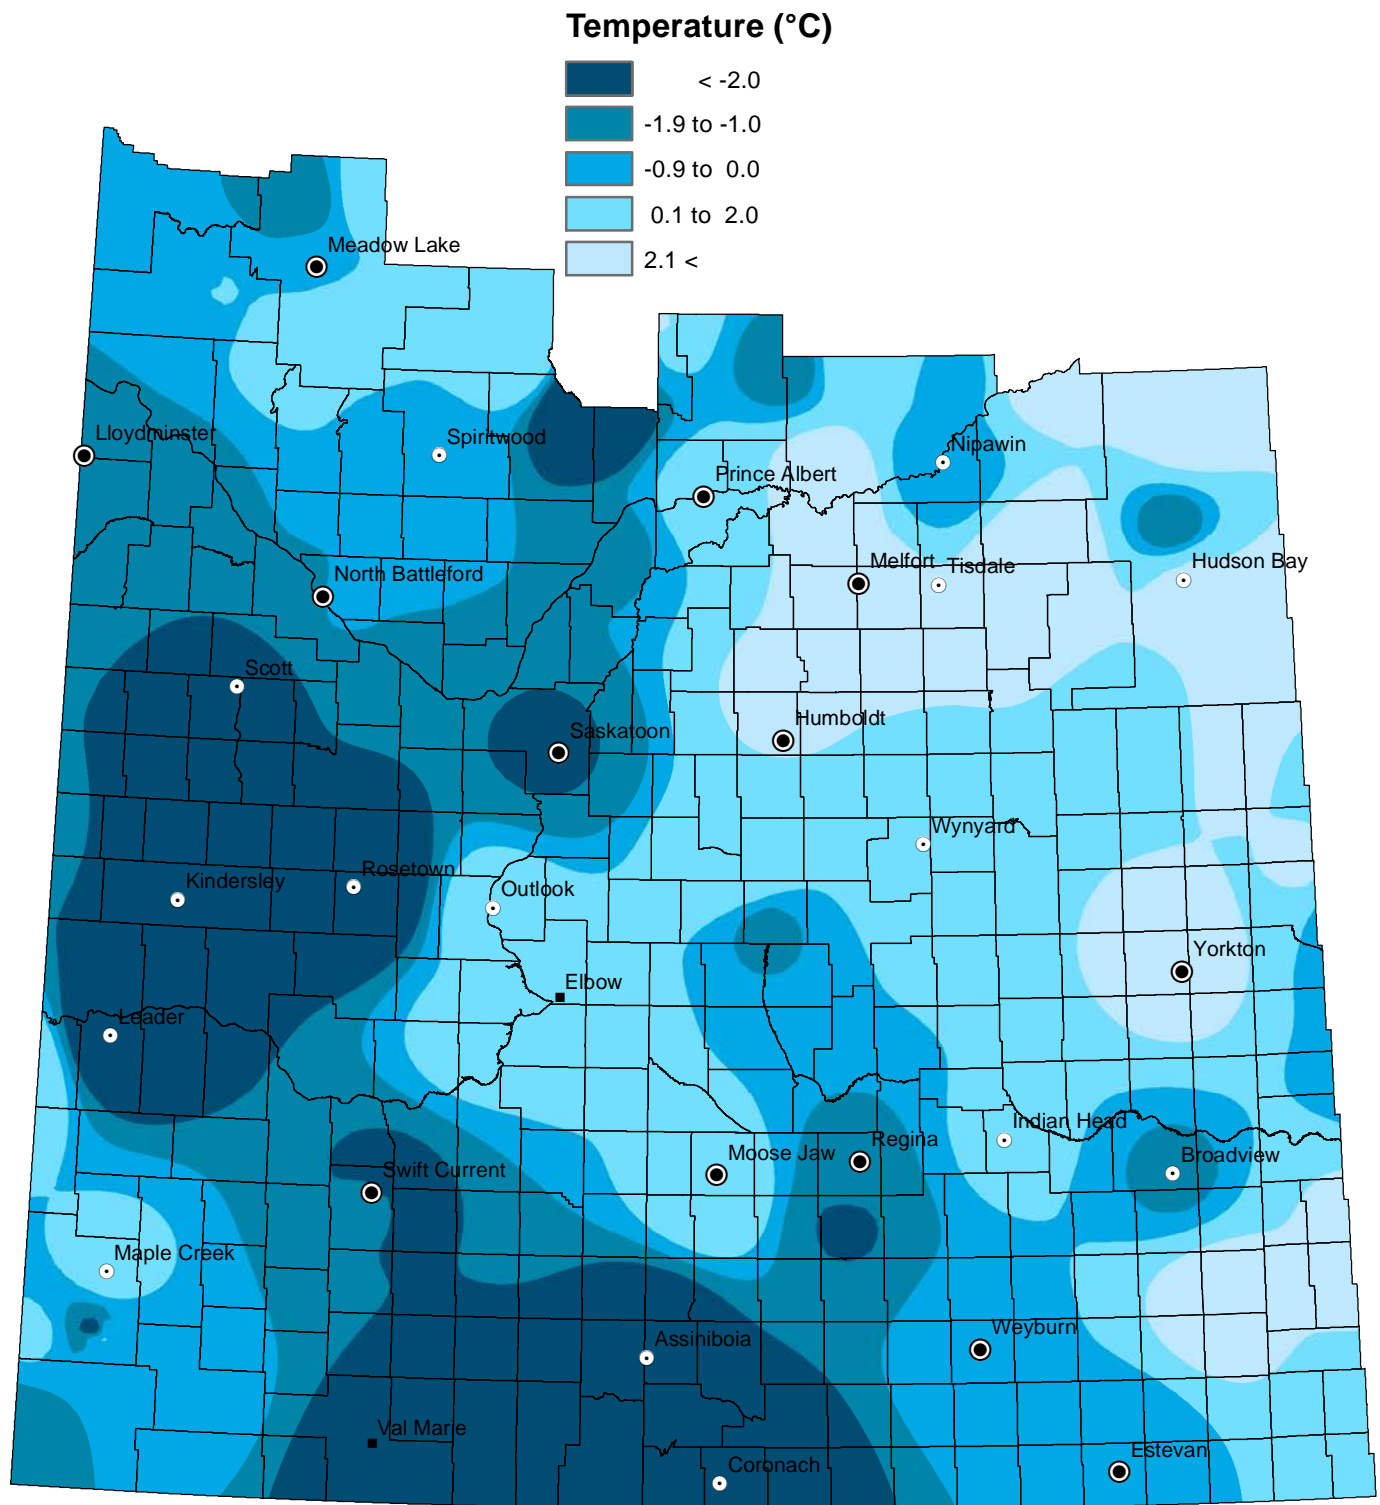 Temperature (°C)
< -2.0
-1.9 to -1.0
-0.9 to 0.0
0.1 to 2.0
2.1 <
Meadow Lake
Lloydminster
Spiritwood
Nipawin
Prince Albert
Hudson Bay
Melfort
Tisdale
North Battleford
Scott
Humboldt
Saskatoon
Wynyard
Rosetown
Kindersley
Outlook
Yorkton
Elbow
Leader
Indian Head
Regina
Moose Jaw
Broadview
Swift Current
Maple Creek
Weyburn
Assiniboia
Val Marie
Estevan
Coronach